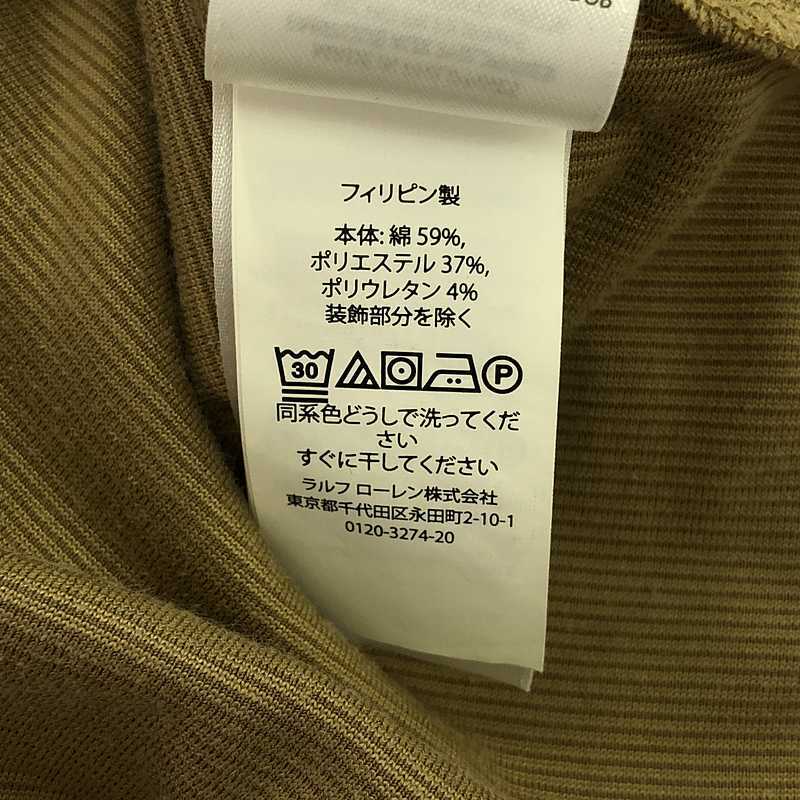 フィリピン製
本体: 綿 59%,
ポリエステル 37%,
ポリウレタン 4%
装飾部分を除く
30 P
同系色どうしで洗ってくだ
さい
すぐに干してください
ラルフ ローレン株式会社
東京都千代田区永田町2-10-1
0120-3274-20